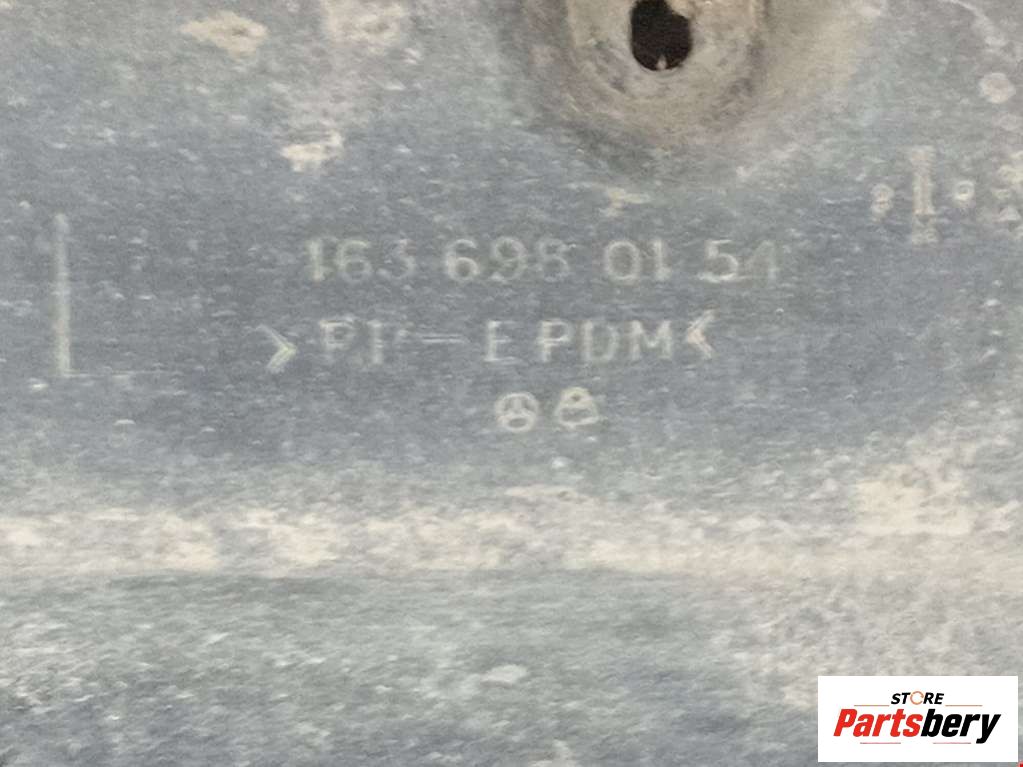 163 698 01 54
>PP-EPDM<
STORE
Partsbery